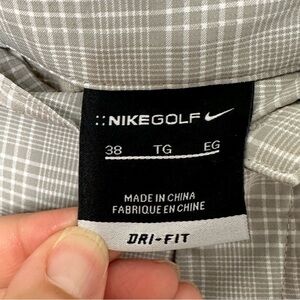 ::NIKEGOLF
38 TG EG
MADE IN CHINA
FABRIQUE EN CHINE
DRI-FIT